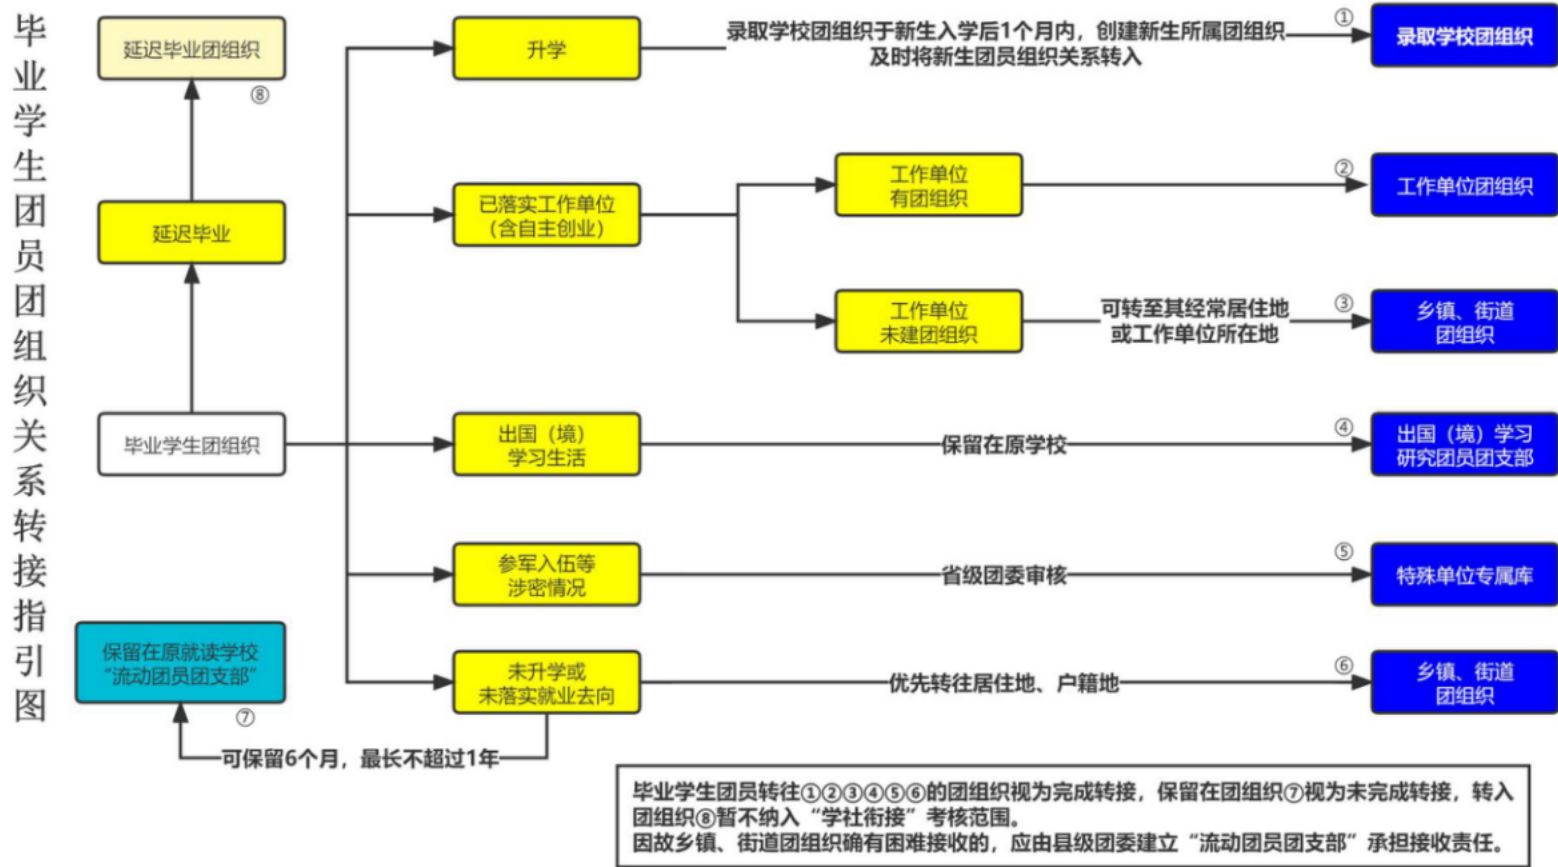 毕业学生团员团组织关系转接指引图
延迟毕业团组织
⑧
延迟毕业
毕业学生团组织
保留在原就读学校
“流动团员团支部”
⑦
可保留6个月，最长不超过1年
升学
录取学校团组织于新生入学后1个月内，创建新生所属团组织
及时将新生团员组织关系转入
①
录取学校团组织
已落实工作单位
（含自主创业）
工作单位
有团组织
②
工作单位团组织
工作单位
未建团组织
可转至其经常居住地
或工作单位所在地
③
乡镇、街道
团组织
出国（境）
学习生活
保留在原学校
④
出国（境）学习
研究团员团支部
参军入伍等
涉密情况
省级团委审核
⑤
特殊单位专属库
未升学或
未落实就业去向
优先转往居住地、户籍地
⑥
乡镇、街道
团组织
毕业学生团员转往①②③④⑤⑥的团组织视为完成转接，保留在团组织⑦视为未完成转接，转入
团组织⑧暂不纳入“学社衔接”考核范围。
因故乡镇、街道团组织确有困难接收的，应由县级团委建立“流动团员团支部”承担接收责任。